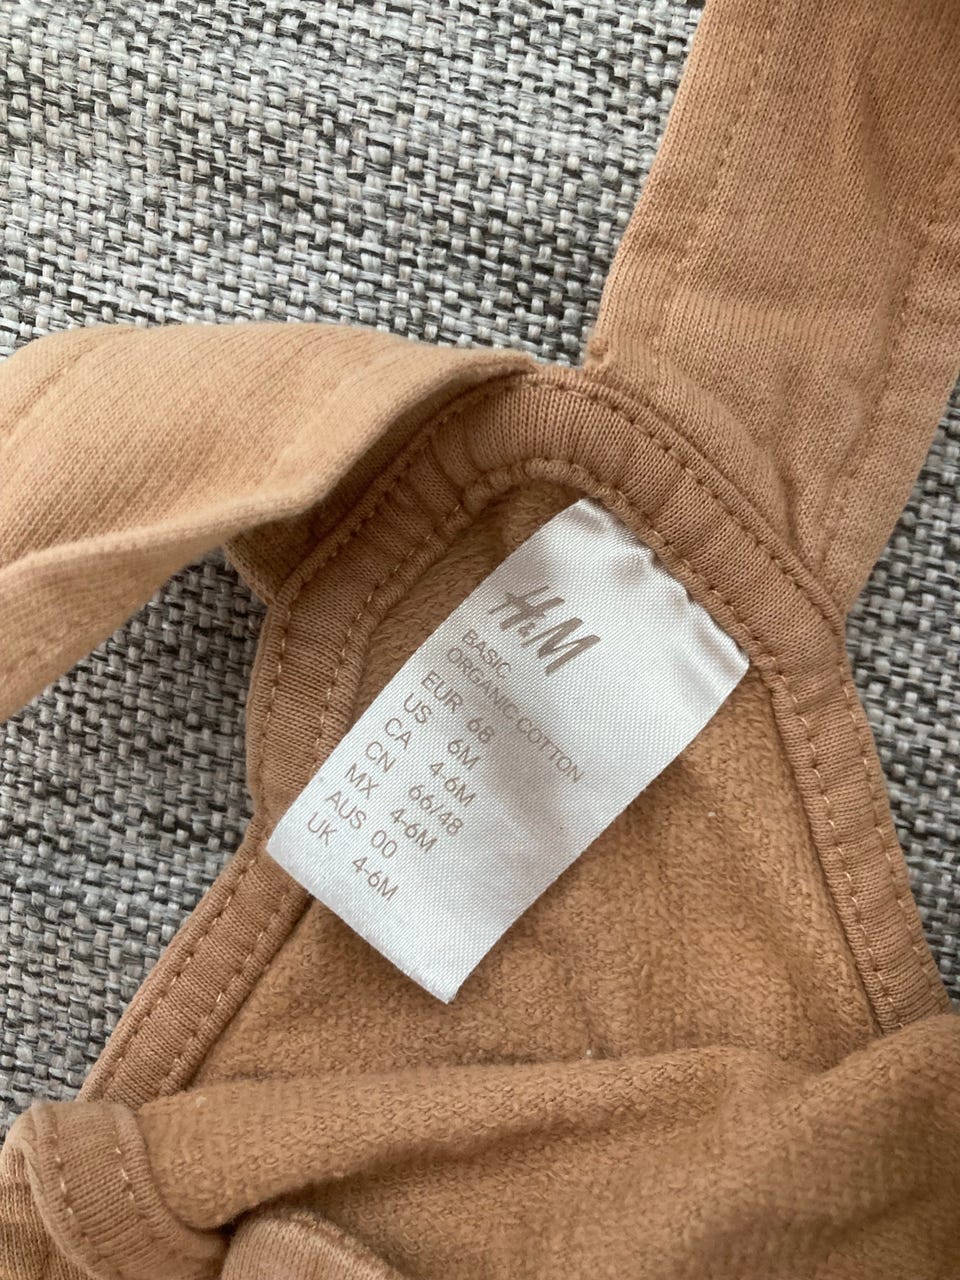 H&M
BASIC
ORGANIC COTTON
EUR 68
US 6M
CA 4-6M
CN 66/48
MX 4-6M
AUS 00
UK 4-6M